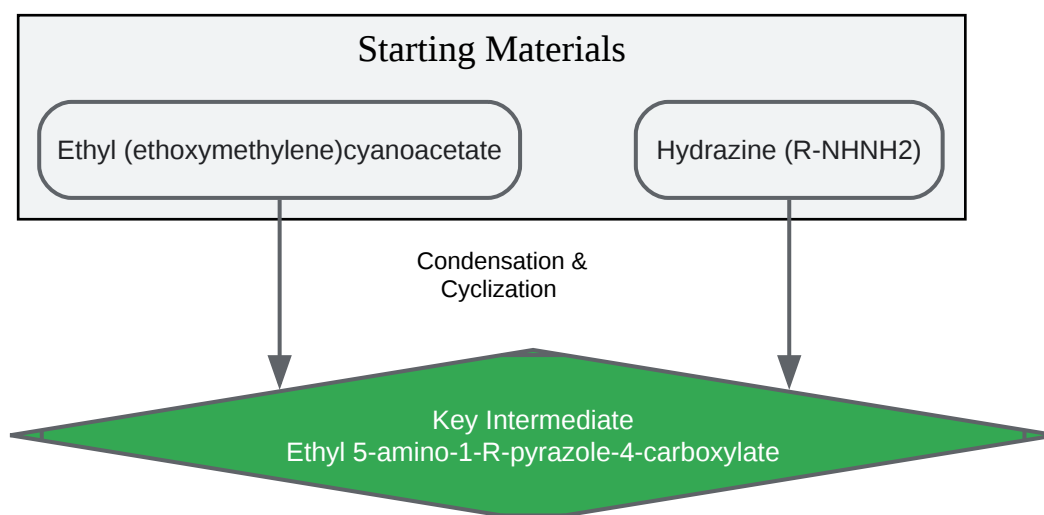 Starting Materials
Ethyl (ethoxymethylene)cyanoacetate
Hydrazine (R-NHNH2)
Condensation &
Cyclization
Key Intermediate
Ethyl 5-amino-1-R-pyrazole-4-carboxylate